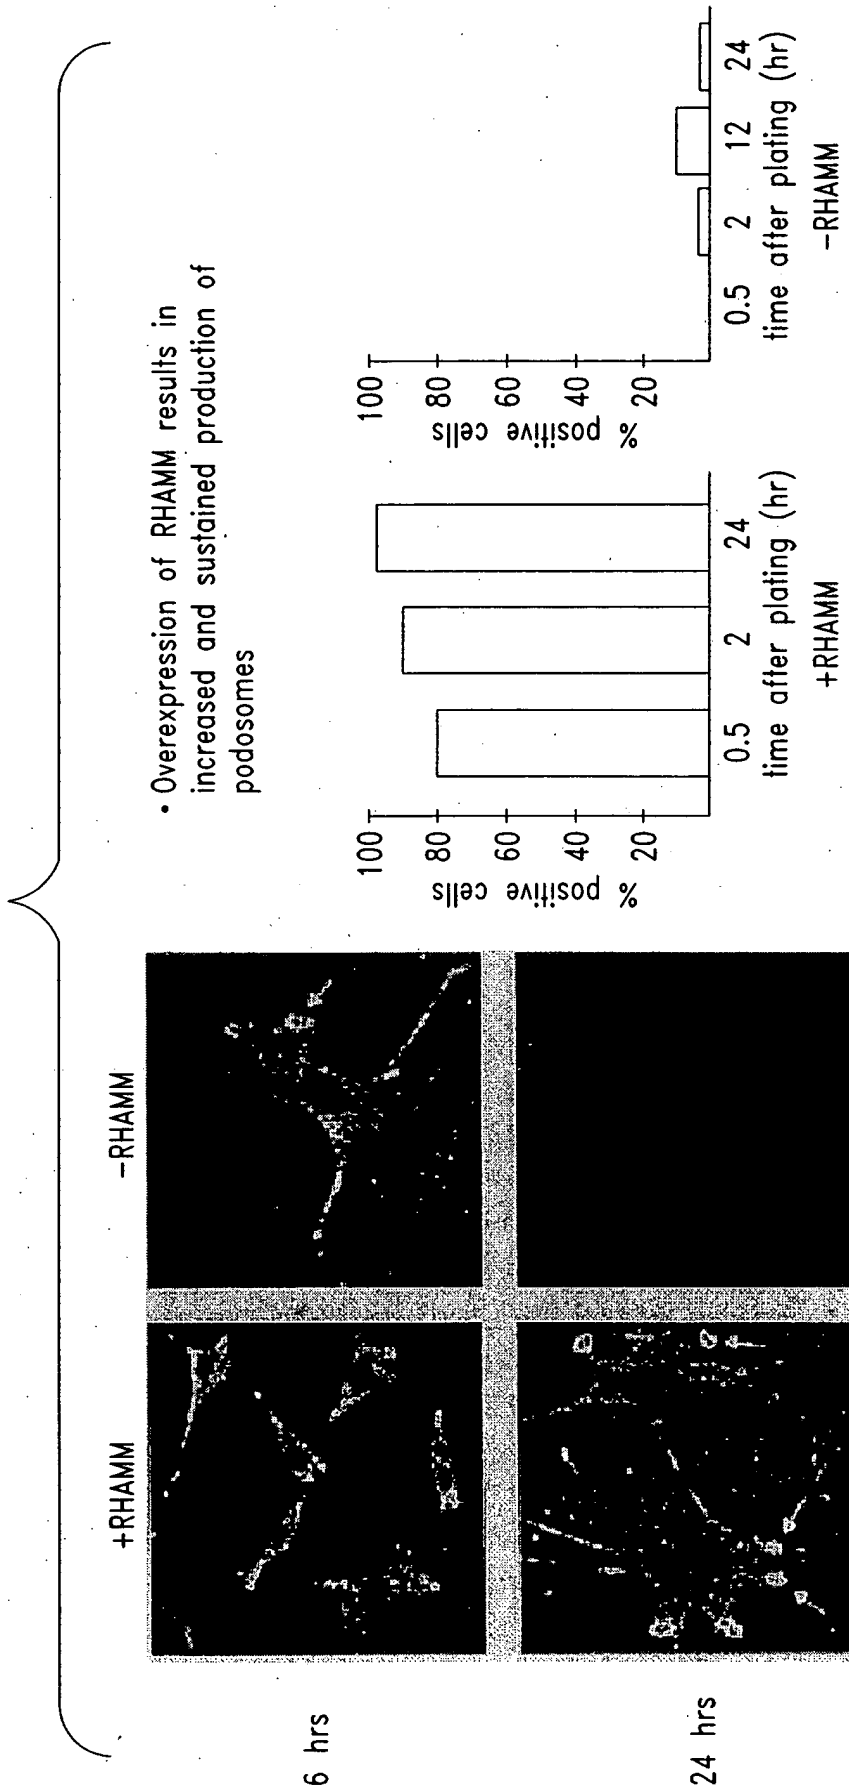 +RHAMM
−RHAMM
6 hrs
24 hrs
• Overexpression of RHAMM results in
increased and sustained production of
podosomes
% positive cells
100
80
60
40
20
0.5 2 24
time after plating (hr)
+RHAMM
% positive cells
100
80
60
40
20
0.5 2 12 24
time after plating (hr)
−RHAMM